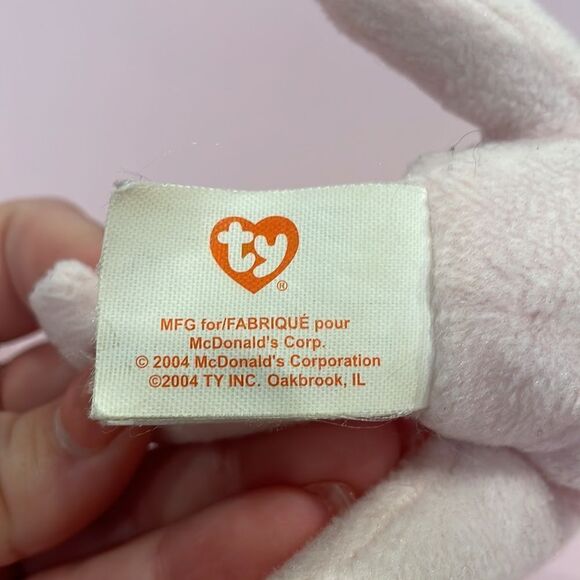 ty
®
MFG for/FABRIQUÉ pour
McDonald's Corp.
© 2004 McDonald's Corporation
©2004 TY INC. Oakbrook, IL